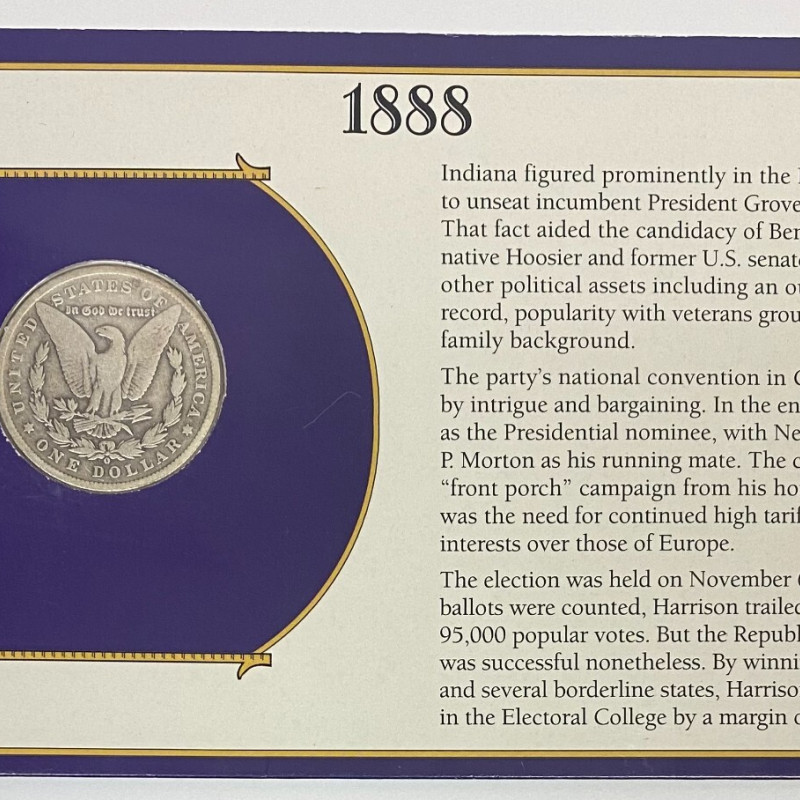 1888
UNITED STATES OF AMERICA
In God We trust
ONE DOLLAR
O
Indiana figured prominently in the
to unseat incumbent President Grove
That fact aided the candidacy of Ben
native Hoosier and former U.S. senato
other political assets including an ou
record, popularity with veterans grou
family background.
The party's national convention in C
by intrigue and bargaining. In the en
as the Presidential nominee, with Ne
P. Morton as his running mate. The c
“front porch” campaign from his ho
was the need for continued high tarif
interests over those of Europe.
The election was held on November
ballots were counted, Harrison trailed
95,000 popular votes. But the Republ
was successful nonetheless. By winni
and several borderline states, Harriso
in the Electoral College by a margin o